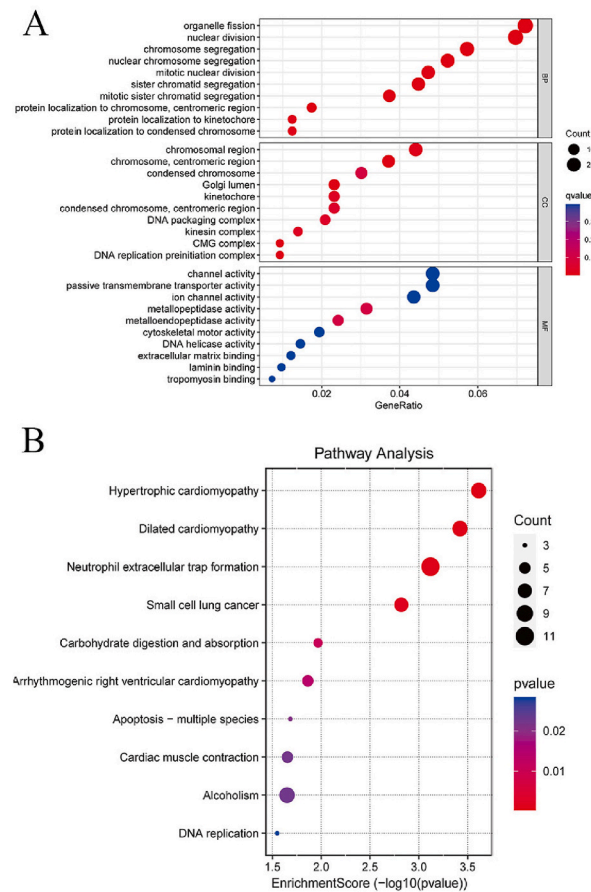 A
organelle fission
nuclear division
chromosome segregation
nuclear chromosome segregation
mitotic nuclear division
sister chromatid segregation
mitotic sister chromatid segregation
protein localization to chromosome, centromeric region
protein localization to kinetochore
protein localization to condensed chromosome
BP
chromosomal region
chromosome, centromeric region
condensed chromosome
Golgi lumen
kinetochore
condensed chromosome, centromeric region
DNA packaging complex
kinesin complex
CMG complex
DNA replication preinitiation complex
CC
channel activity
passive transmembrane transporter activity
ion channel activity
metallopeptidase activity
metalloendopeptidase activity
cytoskeletal motor activity
DNA helicase activity
extracellular matrix binding
laminin binding
tropomyosin binding
MF
0.02 0.04 0.06
GeneRatio
Count
1
2
qvalue
B
Pathway Analysis
Hypertrophic cardiomyopathy
Dilated cardiomyopathy
Neutrophil extracellular trap formation
Small cell lung cancer
Carbohydrate digestion and absorption
Arrhythmogenic right ventricular cardiomyopathy
Apoptosis − multiple species
Cardiac muscle contraction
Alcoholism
DNA replication
1.5 2.0 2.5 3.0 3.5
EnrichmentScore (−log10(pvalue))
Count
3
5
7
9
11
pvalue
0.02
0.01